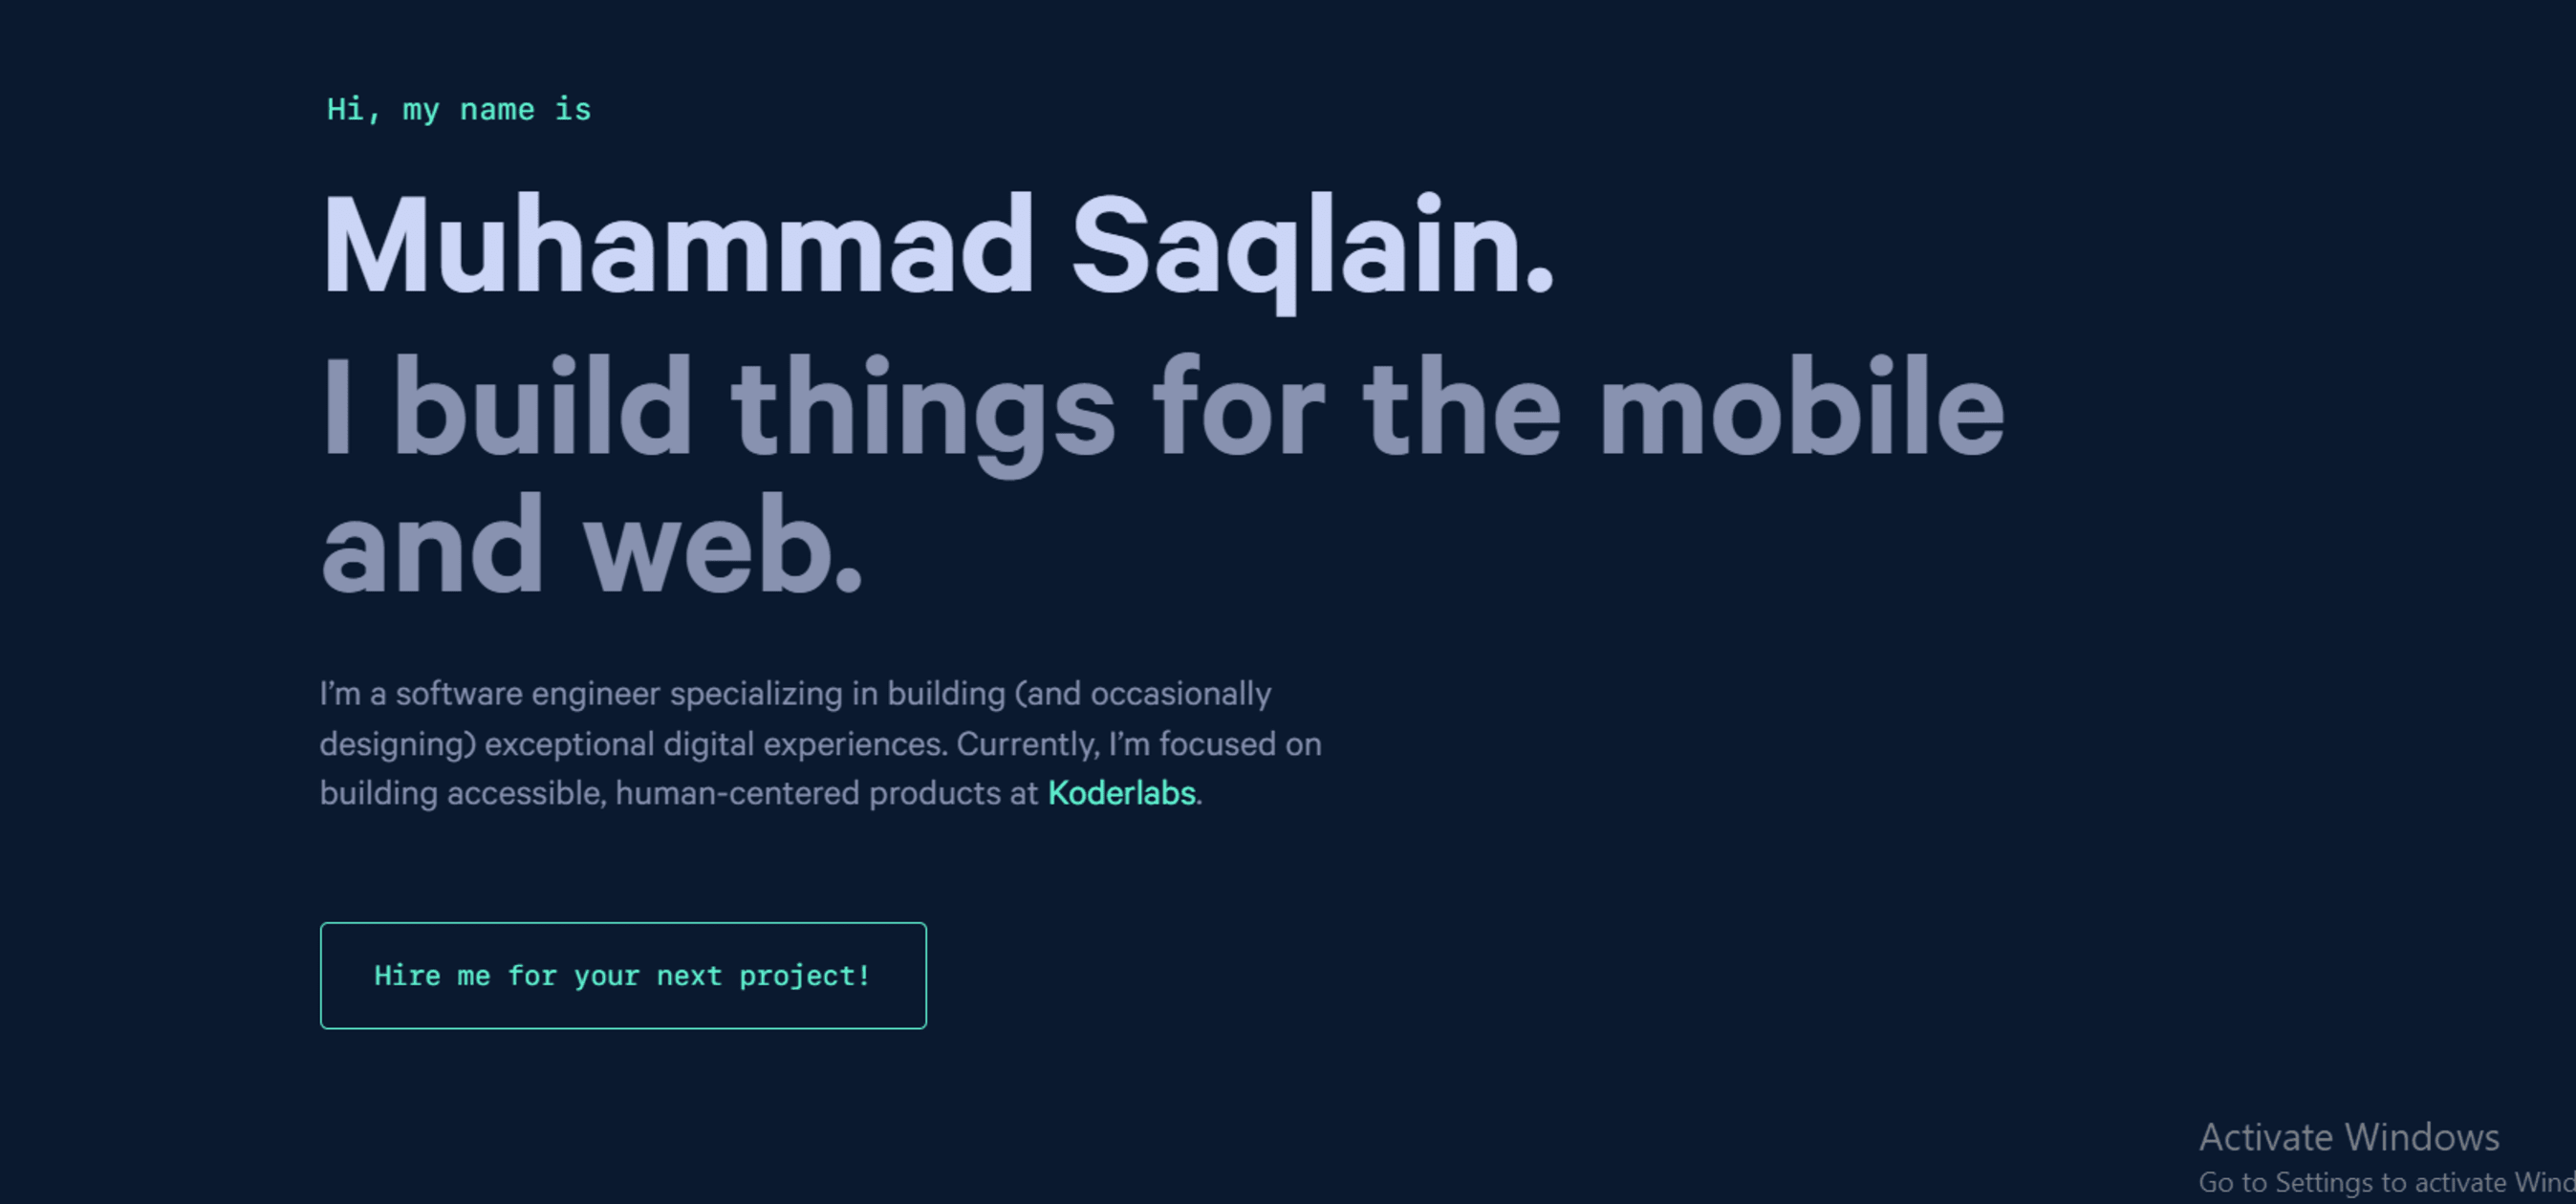 Hi, my name is
Muhammad Saqlain.
I build things for the mobile
and web.
I’m a software engineer specializing in building (and occasionally
designing) exceptional digital experiences. Currently, I’m focused on
building accessible, human-centered products at Koderlabs.
Hire me for your next project!
Activate Windows
Go to Settings to activate Wind